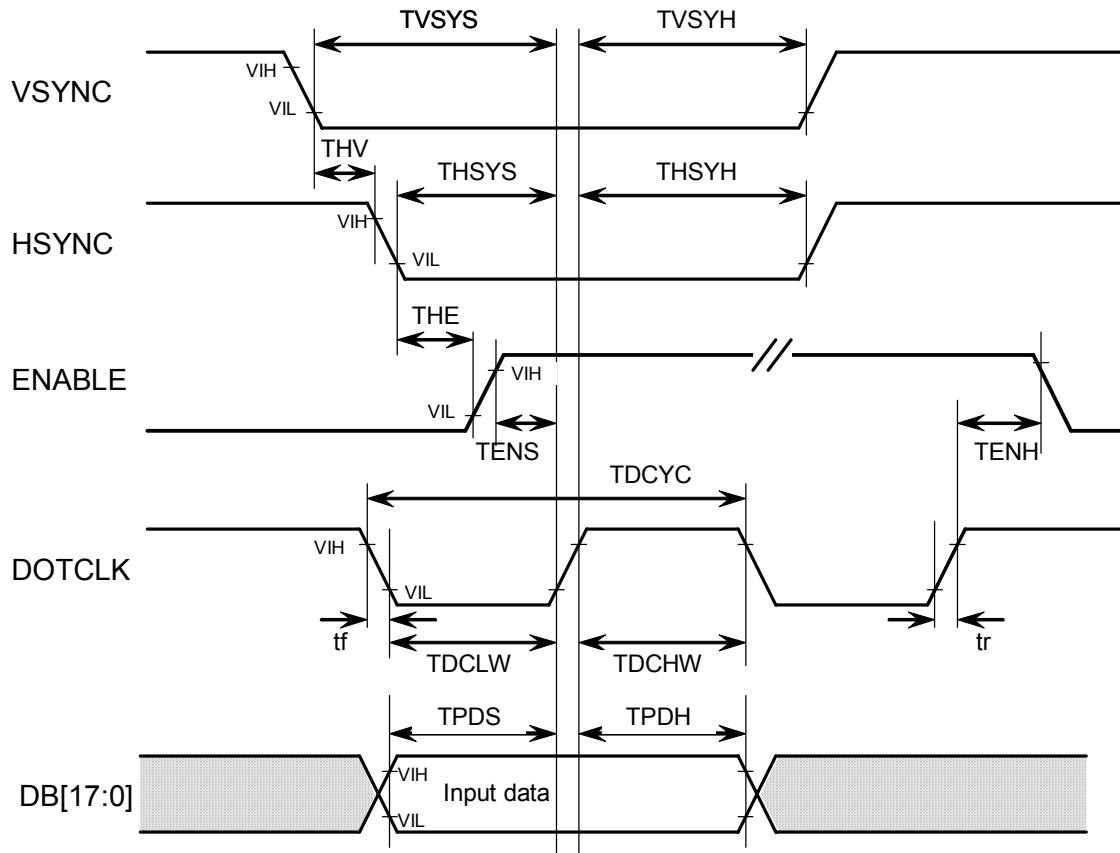 TVSYS TVSYH
VIH
VSYNC
VIL
THV
THSYS THSYH
VIH
HSYNC
VIL
THE
ENABLE
VIH
VIL
TENS TENH
TDCYC
VIH
DOTCLK
VIL
tf tr
TDCLW TDCHW
TPDS TPDH
VIH
DB[17:0] Input data
VIL